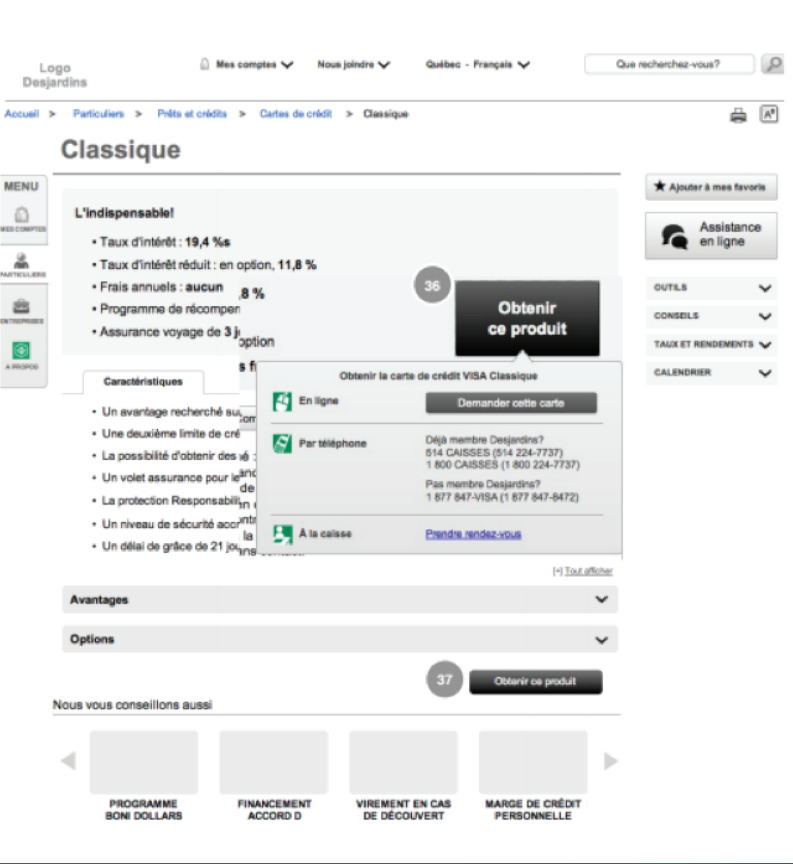 Logo
Desjardins
Mes comptes
Nous joindre
Québec - Français
Que recherchez-vous?
Accueil > Particuliers > Prêts et crédits > Cartes de crédit > Classique
A
Classique
MENU
MES COMPTES
PARTICULIERS
ENTREPRISES
A PROPOS
L'indispensable!
• Taux d'intérêt : 19,4 %s
• Taux d'intérêt réduit : en option, 11,8 %
• Frais annuels : aucun
,8 %
• Programme de récompen
• Assurance voyage de 3 j
option
s f
36
Obtenir
ce produit
Ajouter à mes favoris
Assistance
en ligne
OUTILS
CONSEILS
TAUX ET RENDEMENTS
CALENDRIER
Caractéristiques
• Un avantage recherché su
• Une deuxième limite de cré
• La possibilité d'obtenir des
• Un volet assurance pour le
• La protection Responsabili
• Un niveau de sécurité acc
• Un délai de grâce de 21 jou
Obtenir la carte de crédit VISA Classique
En ligne
Demander cette carte
Par téléphone
Déjà membre Desjardins?
514 CAISSES (514 224-7737)
1 800 CAISSES (1 800 224-7737)
Pas membre Desjardins?
1 877 847-VISA (1 877 847-8472)
À la caisse
Prendre rendez-vous
[+] Tout afficher
Avantages
Options
37
Obtenir ce produit
Nous vous conseillons aussi
PROGRAMME
BONI DOLLARS
FINANCEMENT
ACCORD D
VIREMENT EN CAS
DE DÉCOUVERT
MARGE DE CRÉDIT
PERSONNELLE